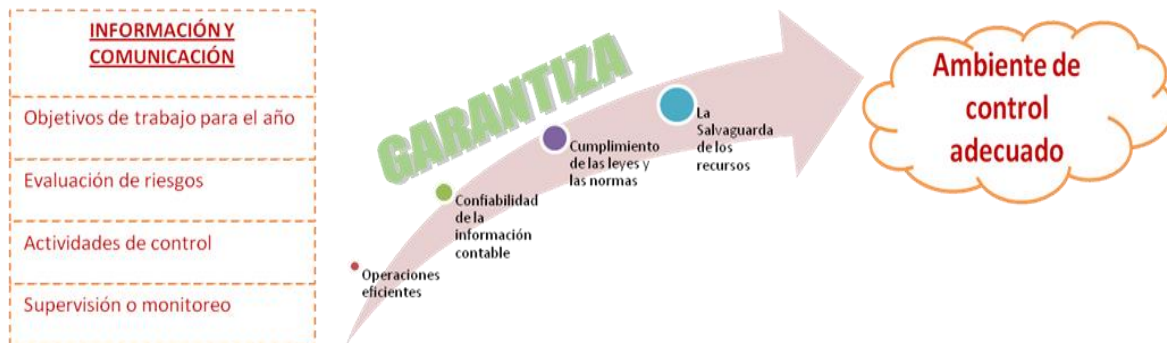 INFORMACIÓN Y
COMUNICACIÓN
Objetivos de trabajo para el año
Evaluación de riesgos
Actividades de control
Supervisión o monitoreo
GARANTIZA
Operaciones
eficientes
Confiabilidad
de la
información
contable
Cumplimiento
de las leyes y
las normas
La
Salvaguarda
de los
recursos
Ambiente de
control
adecuado